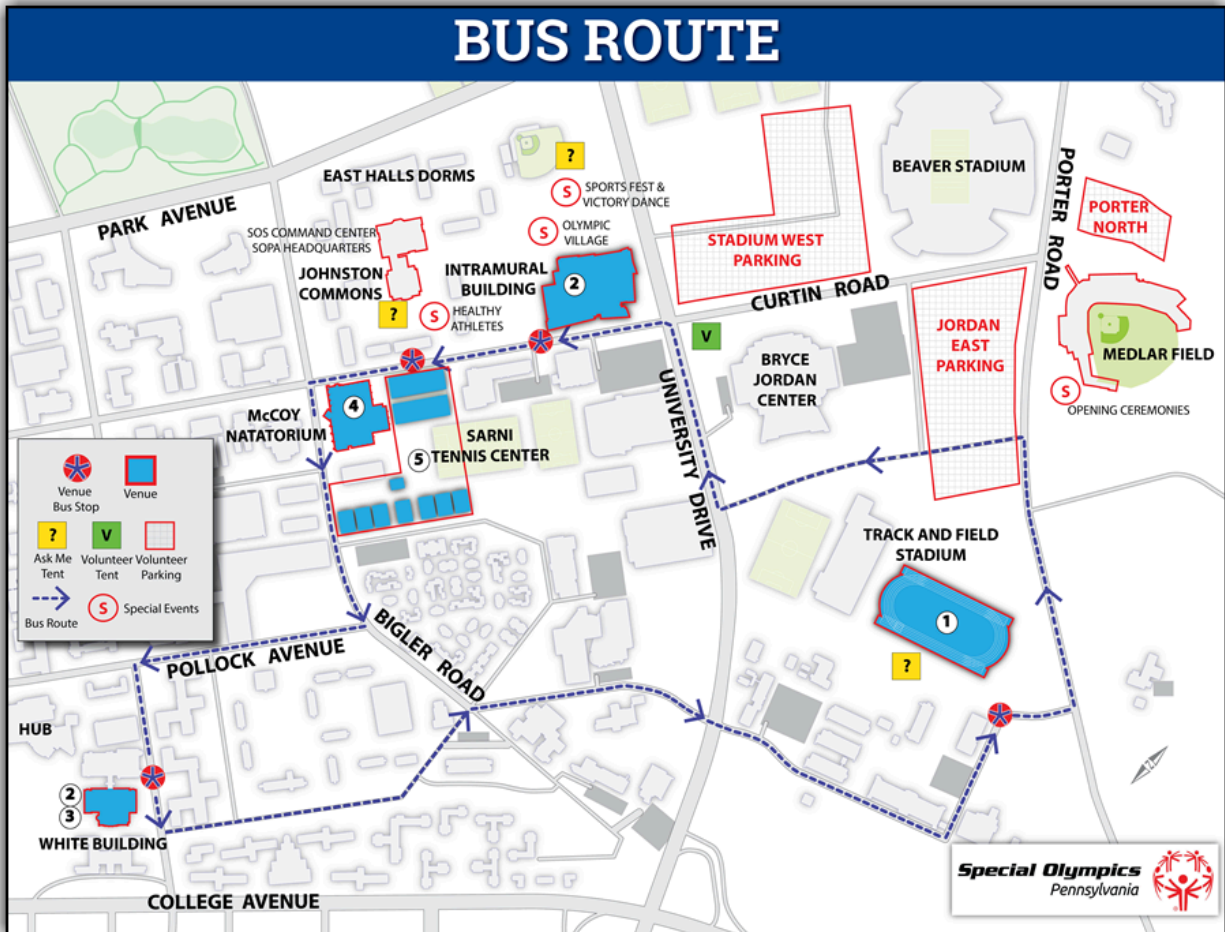 BUS ROUTE
PARK AVENUE
EAST HALLS DORMS
?
S
SPORTS FEST &
VICTORY DANCE
S
OLYMPIC
VILLAGE
SOS COMMAND CENTER
SOPA HEADQUARTERS
JOHNSTON
COMMONS
?
S
HEALTHY
ATHLETES
INTRAMURAL
BUILDING
2
STADIUM WEST
PARKING
BEAVER STADIUM
PORTER ROAD
PORTER
NORTH
CURTIN ROAD
V
BRYCE
JORDAN
CENTER
JORDAN
EAST
PARKING
MEDLAR FIELD
S
OPENING CEREMONIES
McCOY
NATATORIUM
4
SARNI
5
TENNIS CENTER
UNIVERSITY DRIVE
Venue
Bus Stop
Venue
?
Ask Me
Tent
V
Volunteer
Tent
Volunteer
Parking
Bus Route
S
Special Events
TRACK AND FIELD
STADIUM
1
?
POLLOCK AVENUE
BIGLER ROAD
HUB
2
3
WHITE BUILDING
COLLEGE AVENUE
Special Olympics
Pennsylvania